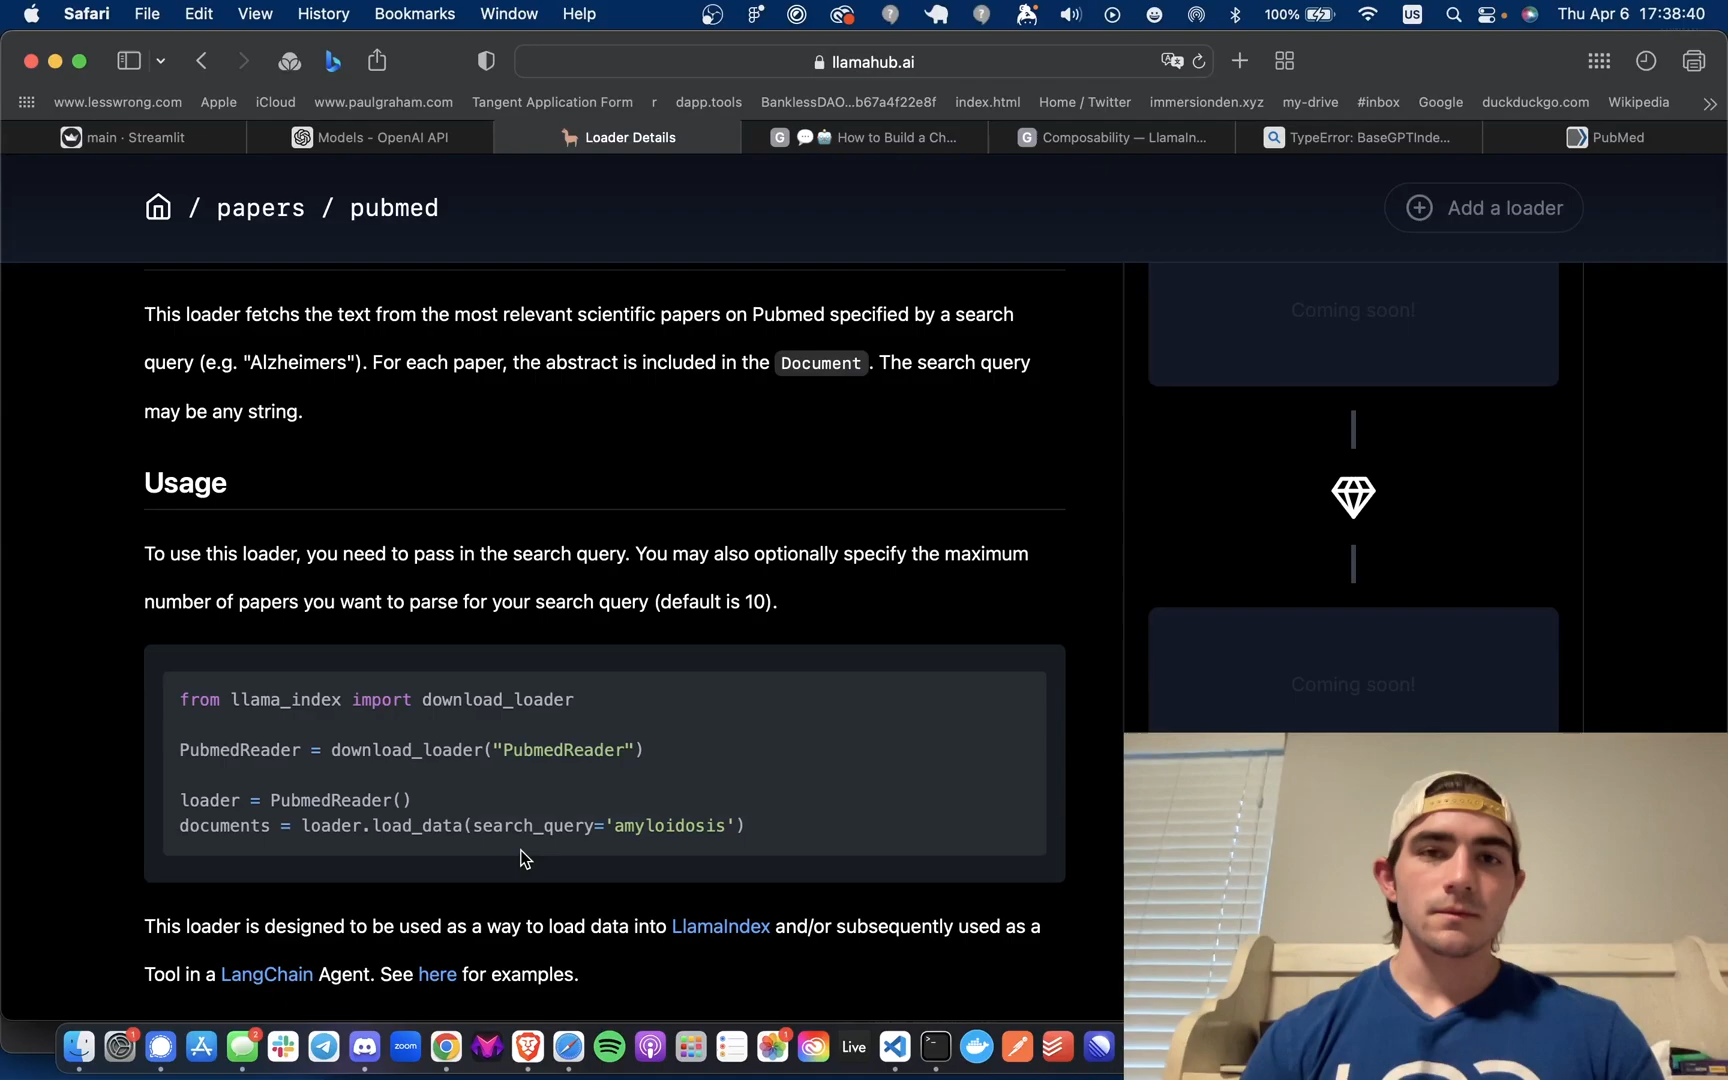 Safari File Edit View History Bookmarks Window Help 100% US Thu Apr 6 17:38:40
llamahub.ai
www.lesswrong.com Apple iCloud www.paulgraham.com Tangent Application Form r dapp.tools BanklessDAO...b67a4f22e8f index.html Home / Twitter immersionden.xyz my-drive #inbox Google duckduckgo.com Wikipedia
main · Streamlit Models - OpenAI API Loader Details G How to Build a Ch... G Composability — LlamaIn... TypeError: BaseGPTInde... PubMed
/ papers / pubmed
Add a loader
This loader fetchs the text from the most relevant scientific papers on Pubmed specified by a search
query (e.g. "Alzheimers"). For each paper, the abstract is included in the Document . The search query
may be any string.
Coming soon!
Usage
To use this loader, you need to pass in the search query. You may also optionally specify the maximum
number of papers you want to parse for your search query (default is 10).
from llama_index import download_loader
PubmedReader = download_loader("PubmedReader")
loader = PubmedReader()
documents = loader.load_data(search_query='amyloidosis')
Coming soon!
This loader is designed to be used as a way to load data into LlamaIndex and/or subsequently used as a
Tool in a LangChain Agent. See here for examples.
1 2 zoom 1 Live